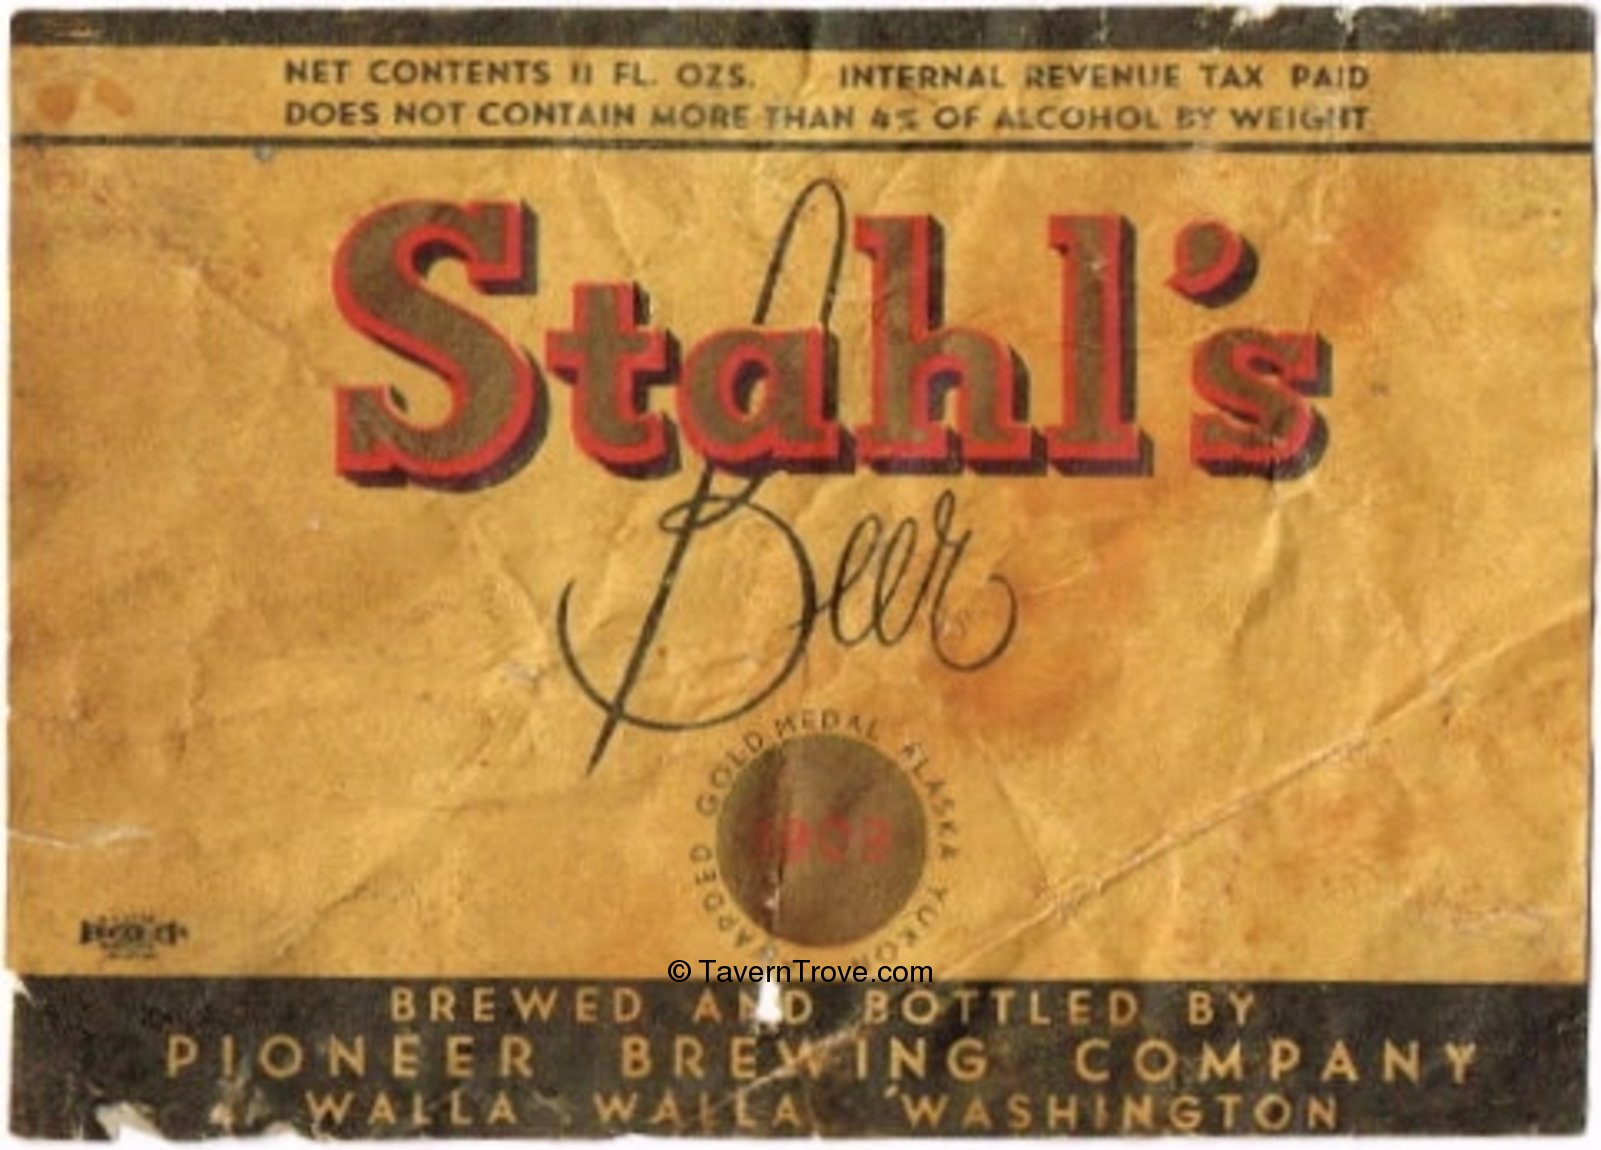 NET CONTENTS 11 FL. OZS. INTERNAL REVENUE TAX PAID
DOES NOT CONTAIN MORE THAN 4% OF ALCOHOL BY WEIGHT
Stahl's
Beer
AWARDED GOLD MEDAL ALASKA YUKON
1909
© TavernTrove.com
BREWED AND BOTTLED BY
PIONEER BREWING COMPANY
WALLA WALLA WASHINGTON